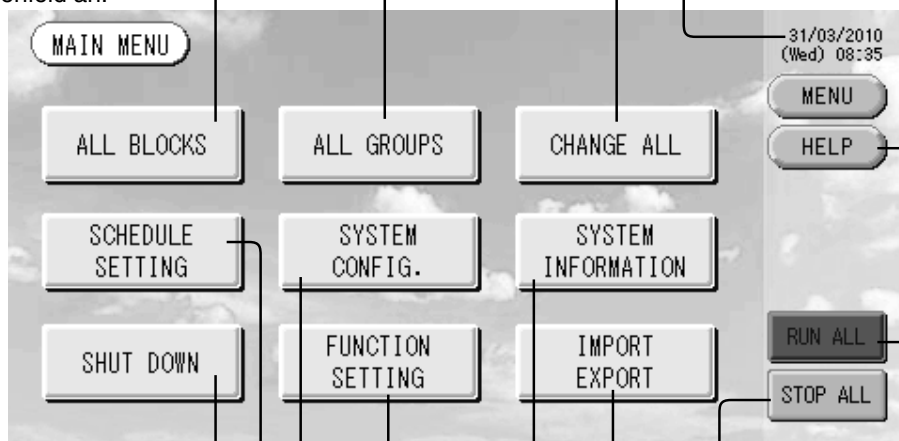 MAIN MENU
31/03/2010
(Wed) 08:35
MENU
HELP
ALL BLOCKS
ALL GROUPS
CHANGE ALL
SCHEDULE
SETTING
SYSTEM
CONFIG.
SYSTEM
INFORMATION
SHUT DOWN
FUNCTION
SETTING
IMPORT
EXPORT
RUN ALL
STOP ALL